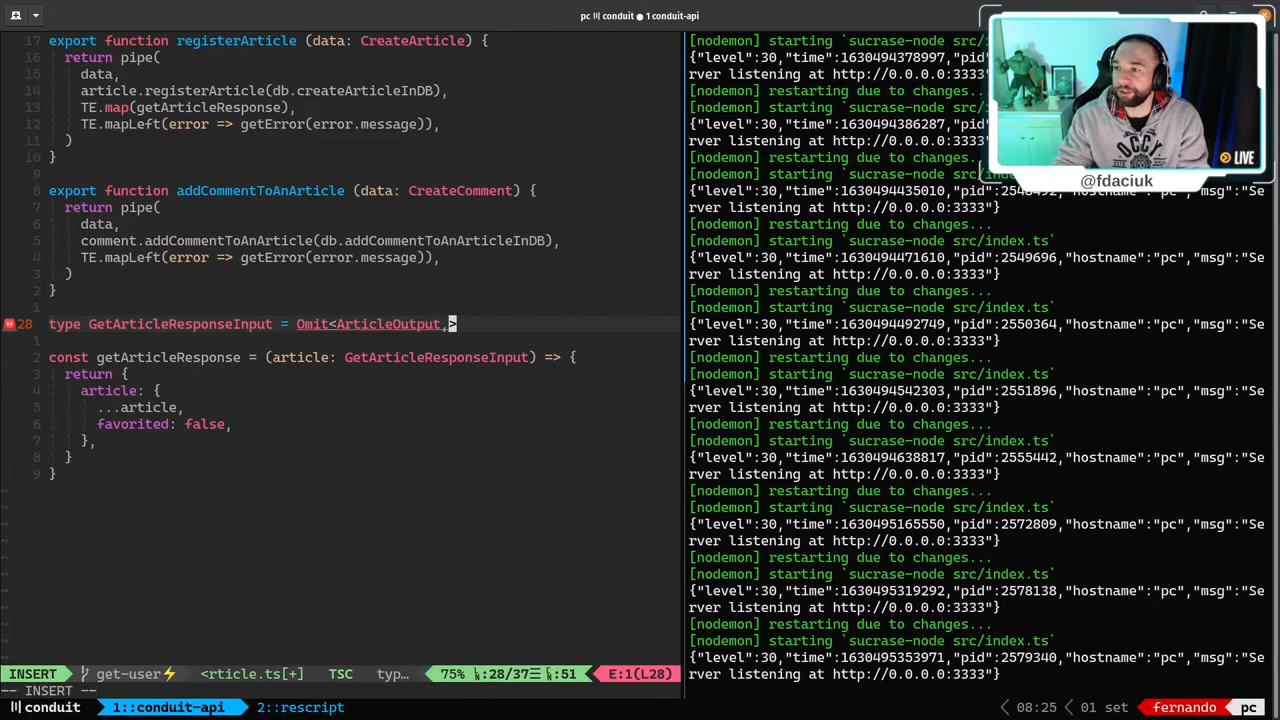 pc conduit ● 1 conduit-api
17 export function registerArticle (data: CreateArticle) {
16 return pipe(
15 data,
14 article.registerArticle(db.createArticleInDB),
13 TE.map(getArticleResponse),
12 TE.mapLeft(error => getError(error.message)),
11 )
10 }
9
8 export function addCommentToAnArticle (data: CreateComment) {
7 return pipe(
6 data,
5 comment.addCommentToAnArticle(db.addCommentToAnArticleInDB),
4 TE.mapLeft(error => getError(error.message)),
3 )
2 }
1
28 type GetArticleResponseInput = Omit<ArticleOutput,>
1
2 const getArticleResponse = (article: GetArticleResponseInput) => {
3 return {
4 article: {
5 ...article,
6 favorited: false,
7 },
8 }
9 }
INSERT get-user <rticle.ts[+] TSC typ... 75% :28/37 :51 E:1(L28)
-- INSERT --
[nodemon] starting `sucrase-node src/in
{"level":30,"time":1630494378997,"pid"
rver listening at http://0.0.0.0:3333"}
[nodemon] restarting due to changes...
[nodemon] starting `sucrase-node src/i
{"level":30,"time":1630494386287,"pid"
rver listening at http://0.0.0.0:3333"}
[nodemon] restarting due to changes...
[nodemon] starting `sucrase-node src/
{"level":30,"time":1630494435010,"pid":2548492,"hostname":"pc","msg":"Se
rver listening at http://0.0.0.0:3333"}
[nodemon] restarting due to changes...
[nodemon] starting `sucrase-node src/index.ts`
{"level":30,"time":1630494471610,"pid":2549696,"hostname":"pc","msg":"Se
rver listening at http://0.0.0.0:3333"}
[nodemon] restarting due to changes...
[nodemon] starting `sucrase-node src/index.ts`
{"level":30,"time":1630494492749,"pid":2550364,"hostname":"pc","msg":"Se
rver listening at http://0.0.0.0:3333"}
[nodemon] restarting due to changes...
[nodemon] starting `sucrase-node src/index.ts`
{"level":30,"time":1630494542303,"pid":2551896,"hostname":"pc","msg":"Se
rver listening at http://0.0.0.0:3333"}
[nodemon] restarting due to changes...
[nodemon] starting `sucrase-node src/index.ts`
{"level":30,"time":1630494638817,"pid":2555442,"hostname":"pc","msg":"Se
rver listening at http://0.0.0.0:3333"}
[nodemon] restarting due to changes...
[nodemon] starting `sucrase-node src/index.ts`
{"level":30,"time":1630495165550,"pid":2572809,"hostname":"pc","msg":"Se
rver listening at http://0.0.0.0:3333"}
[nodemon] restarting due to changes...
[nodemon] starting `sucrase-node src/index.ts`
{"level":30,"time":1630495319292,"pid":2578138,"hostname":"pc","msg":"Se
rver listening at http://0.0.0.0:3333"}
[nodemon] restarting due to changes...
[nodemon] starting `sucrase-node src/index.ts`
{"level":30,"time":1630495353971,"pid":2579340,"hostname":"pc","msg":"Se
rver listening at http://0.0.0.0:3333"}
OCCY
LIVE
@fdaciuk
conduit 1::conduit-api 2::rescript 08:25 01 set fernando pc